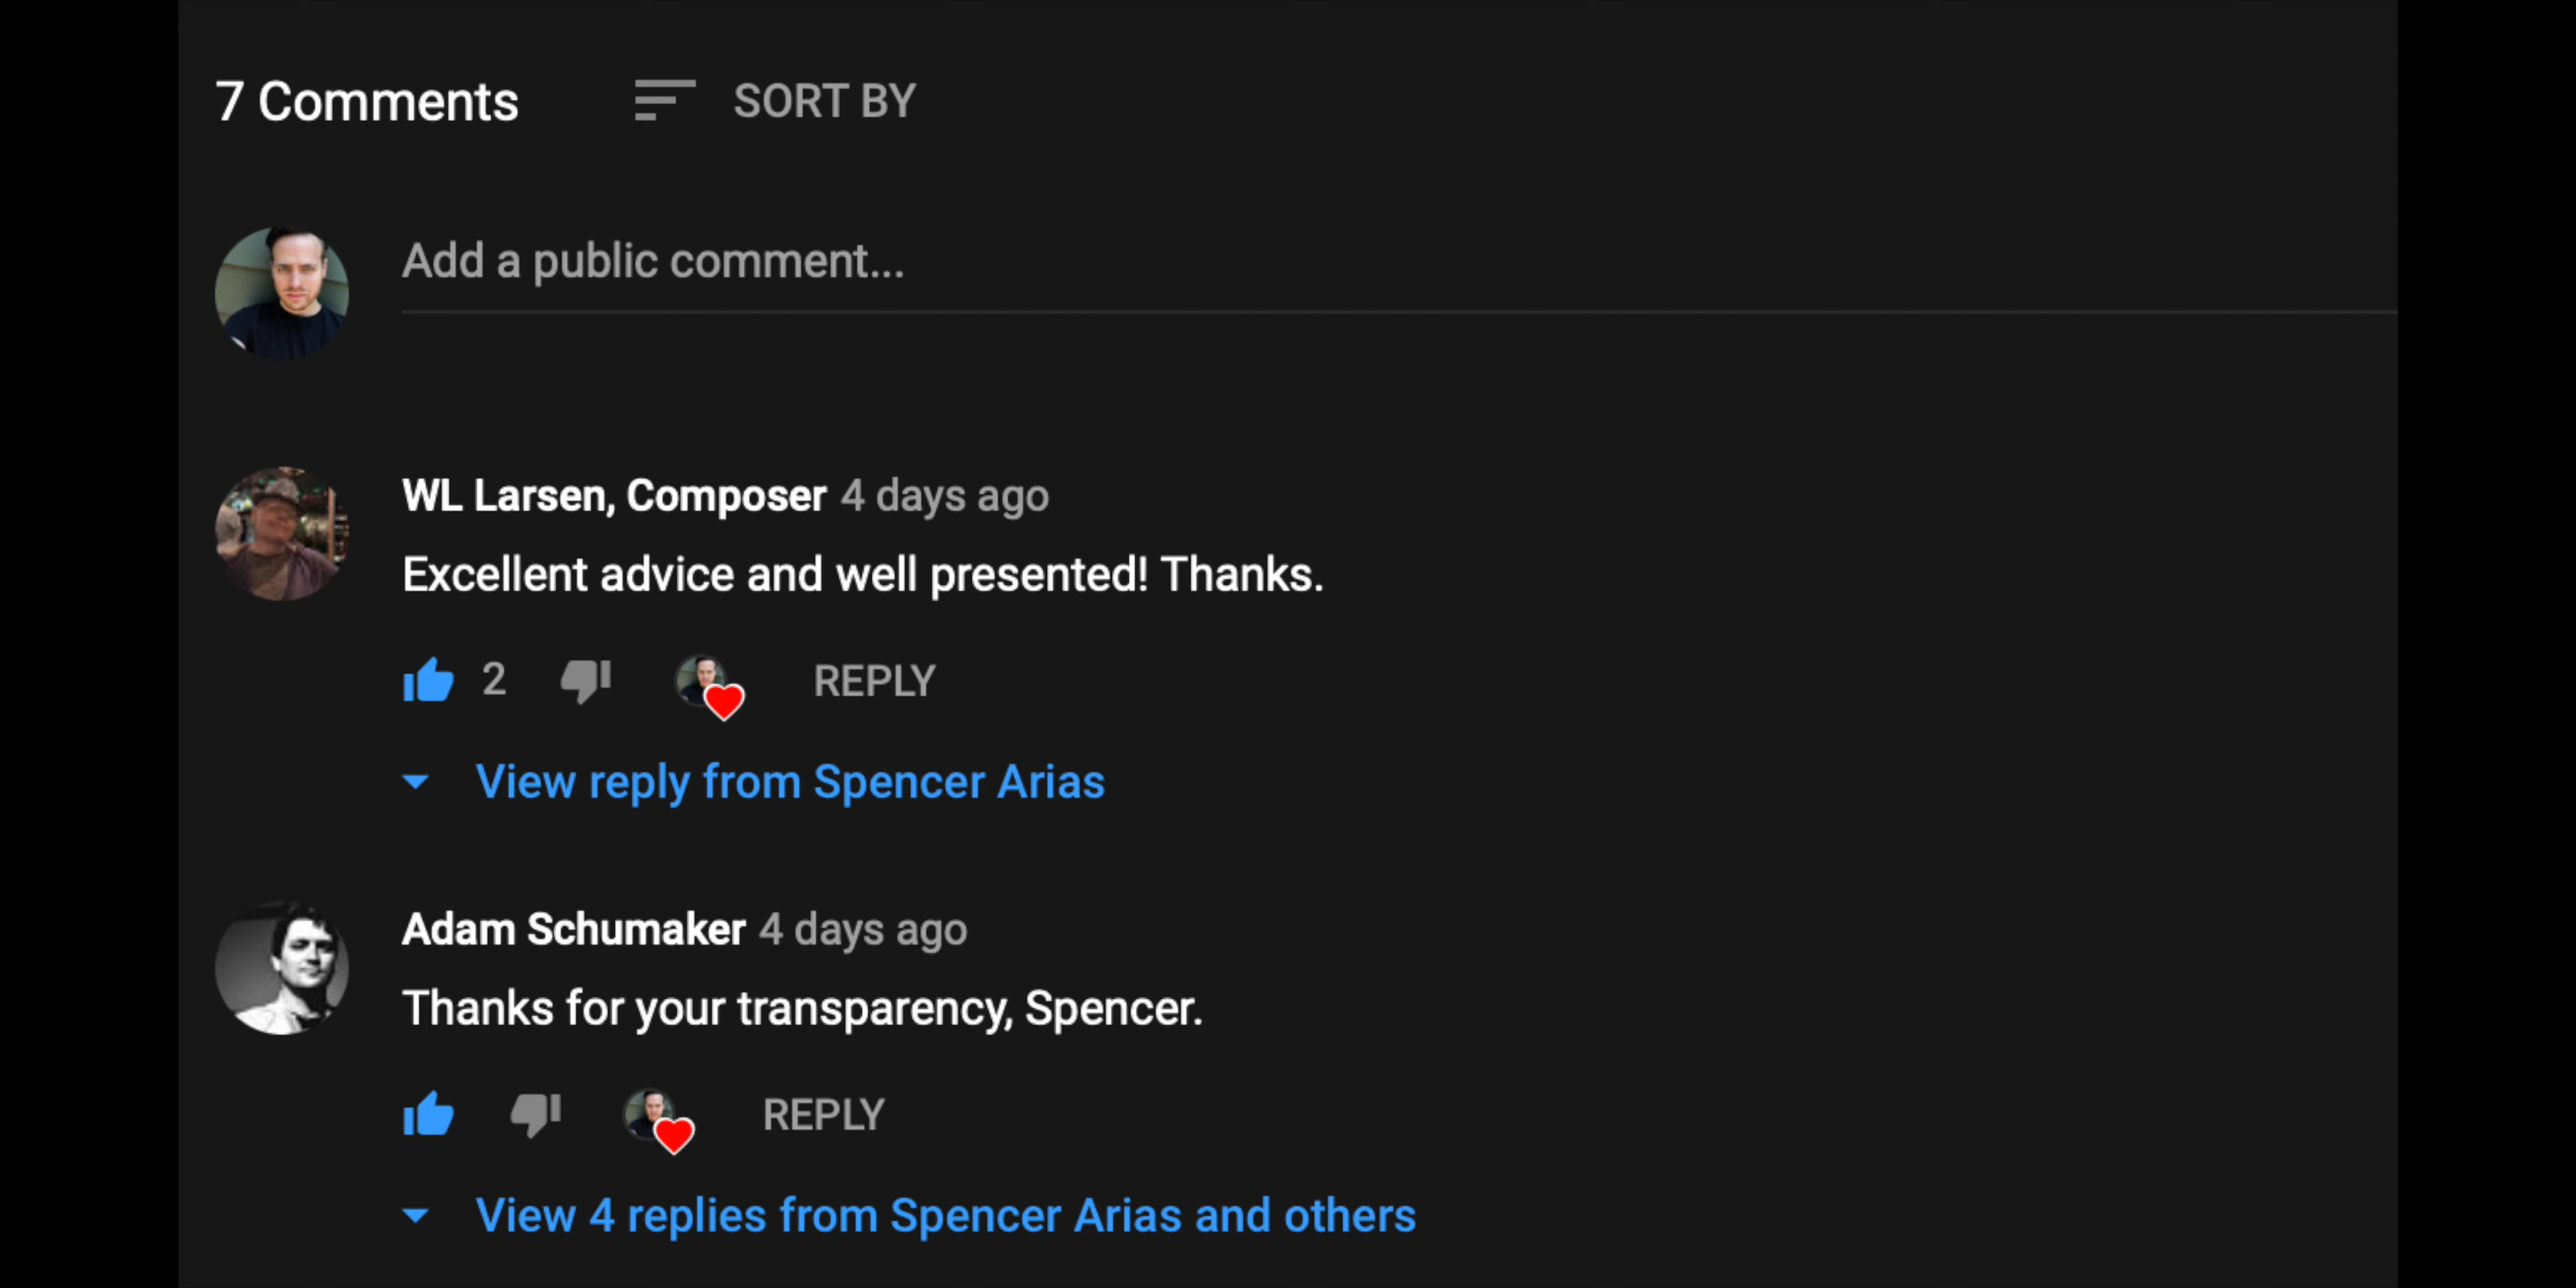 7 Comments SORT BY
Add a public comment...
WL Larsen, Composer 4 days ago
Excellent advice and well presented! Thanks.
2 REPLY
View reply from Spencer Arias
Adam Schumaker 4 days ago
Thanks for your transparency, Spencer.
REPLY
View 4 replies from Spencer Arias and others